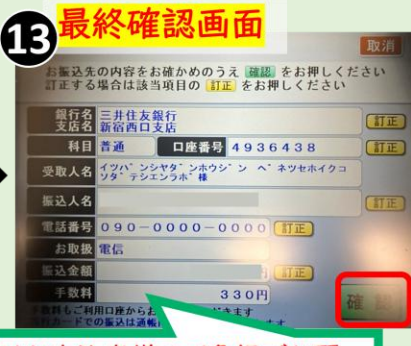 13 最終確認画面
取消
お振込先の内容をお確かめのうえ 確認 をお押しください
訂正する場合は該当項目の 訂正 をお押しください
銀行名 三井住友銀行
支店名 新宿西口支店
訂正
科目 普通 口座番号 4936438 訂正
受取人名 イツパンシヤダンホウジン ベネツセホイクコ
ソダテシエンラボ 様
振込人名 訂正
電話番号 090-0000-0000 訂正
お取扱 電信
振込金額 訂正
手数料 330円
確認